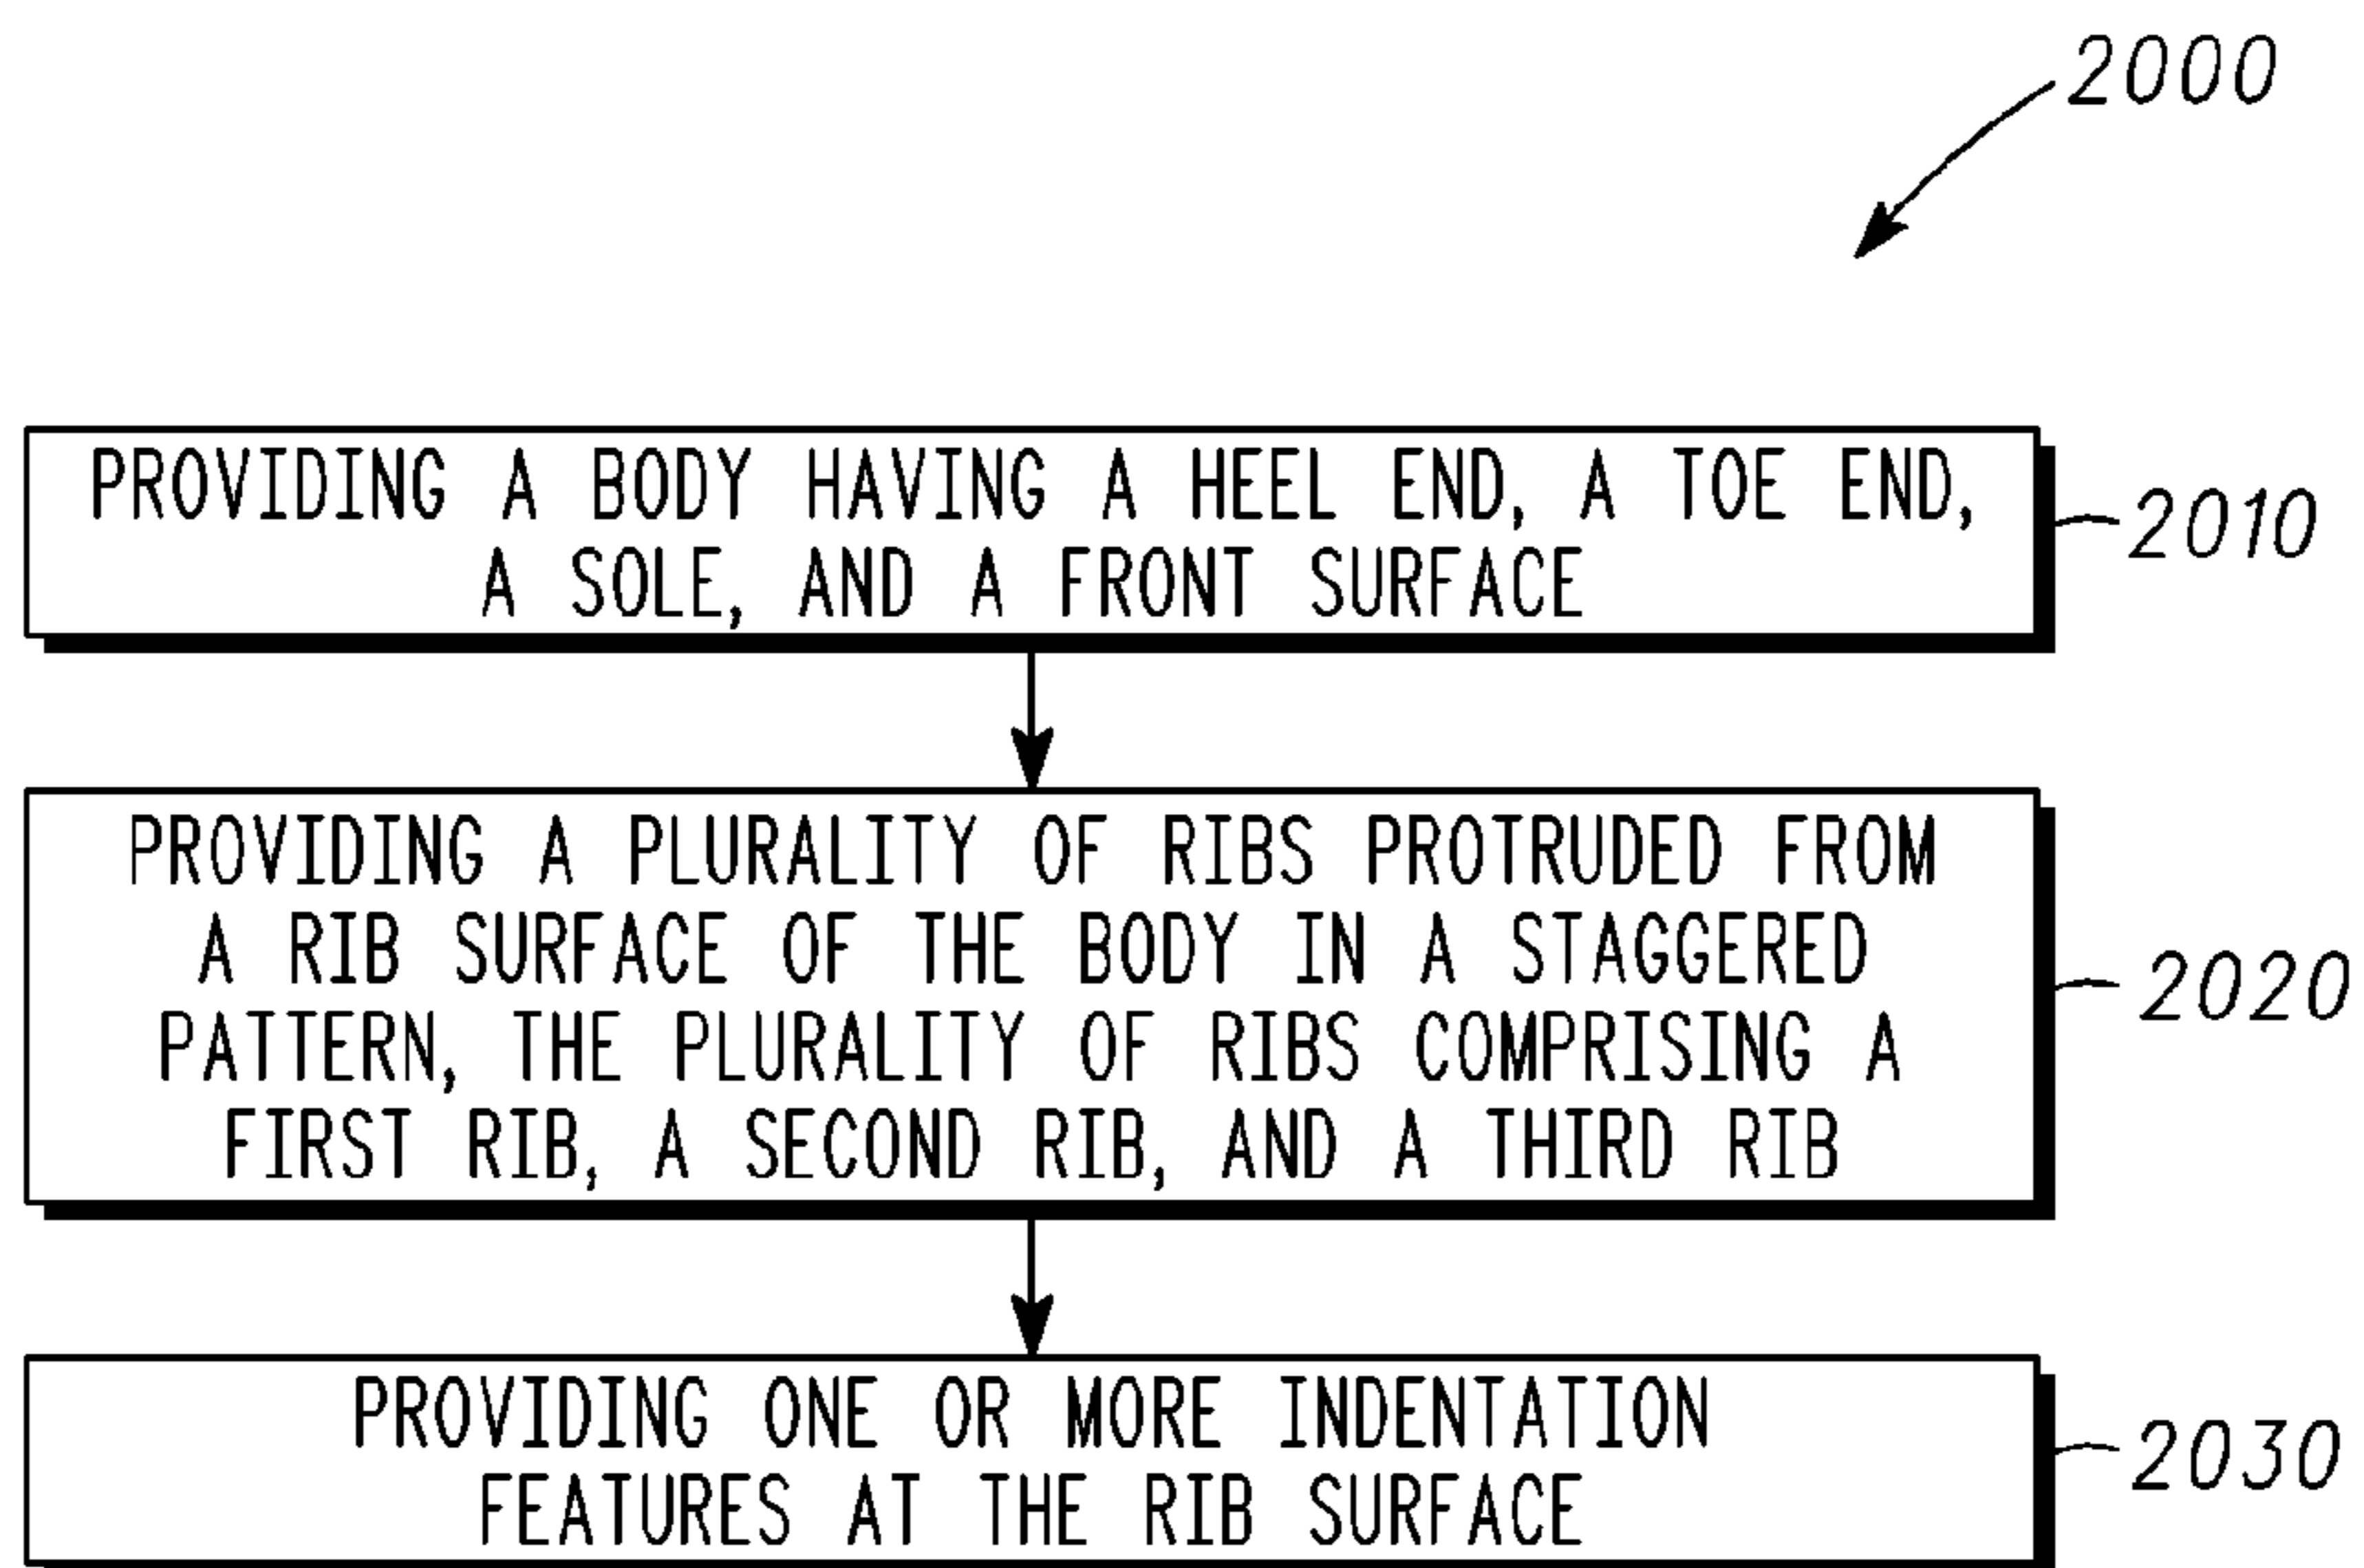 2000
PROVIDING A BODY HAVING A HEEL END, A TOE END,
A SOLE, AND A FRONT SURFACE
2010
PROVIDING A PLURALITY OF RIBS PROTRUDED FROM
A RIB SURFACE OF THE BODY IN A STAGGERED
PATTERN, THE PLURALITY OF RIBS COMPRISING A
FIRST RIB, A SECOND RIB, AND A THIRD RIB
2020
PROVIDING ONE OR MORE INDENTATION
FEATURES AT THE RIB SURFACE
2030